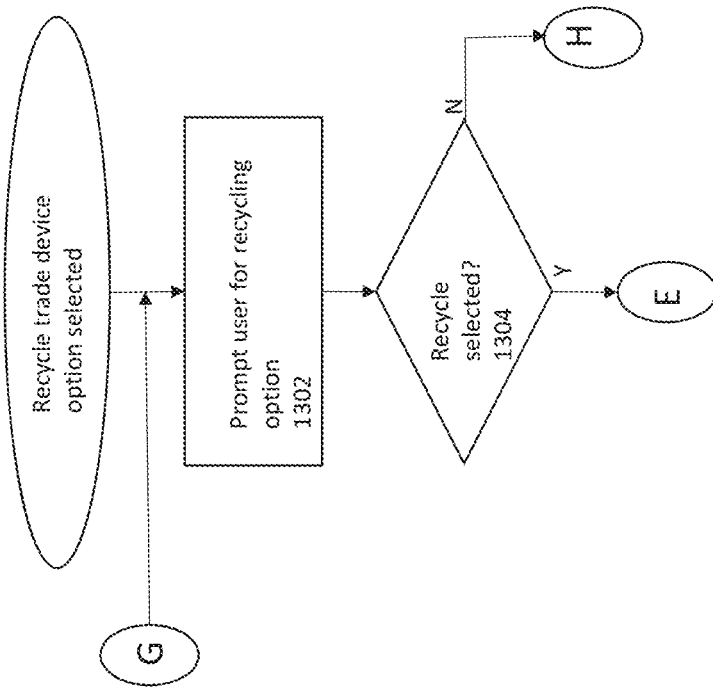 Recycle trade device
option selected
G
Prompt user for recycling
option
1302
Recycle
selected?
1304
N
H
Y
E